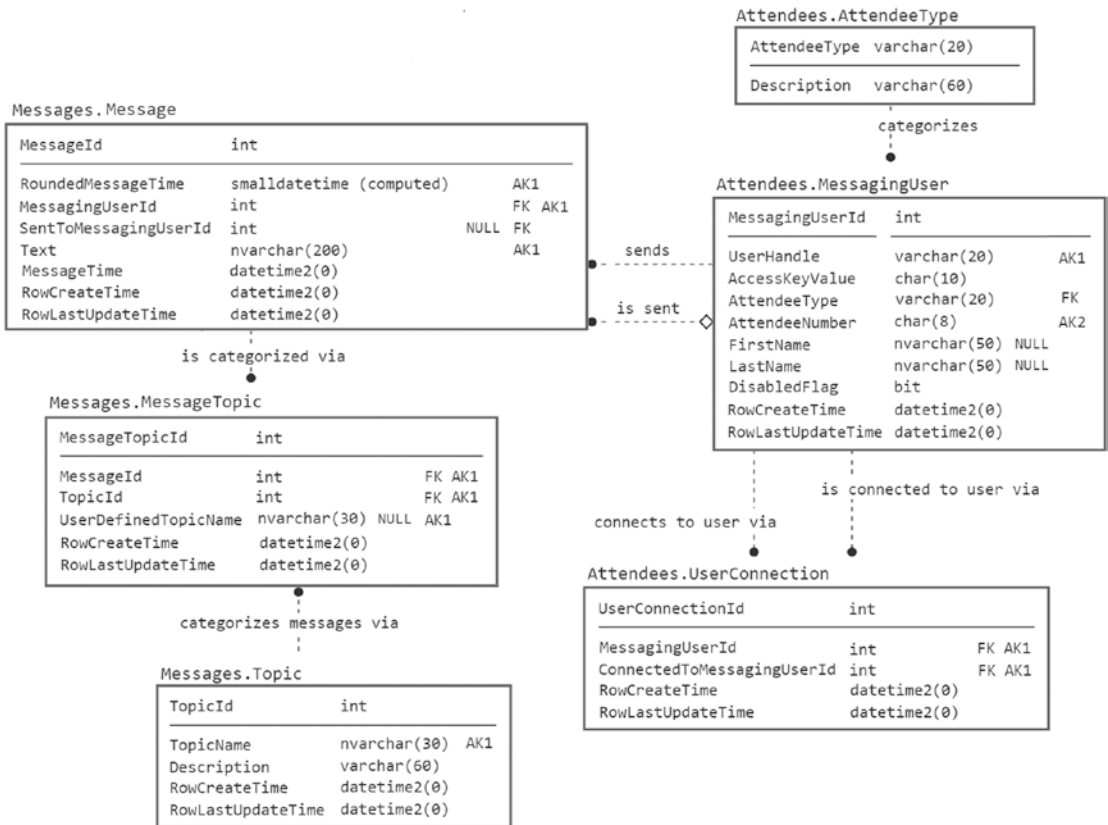 Attendees.AttendeeType
AttendeeType varchar(20)
Description varchar(60)
categorizes
Messages.Message
MessageId int
RoundedMessageTime smalldatetime (computed) AK1
MessagingUserId int FK AK1
SentToMessagingUserId int NULL FK
Text nvarchar(200) AK1
MessageTime datetime2(0)
RowCreateTime datetime2(0)
RowLastUpdateTime datetime2(0)
sends
is sent
Attendees.MessagingUser
MessagingUserId int
UserHandle varchar(20) AK1
AccessKeyValue char(10)
AttendeeType varchar(20) FK
AttendeeNumber char(8) AK2
FirstName nvarchar(50) NULL
LastName nvarchar(50) NULL
DisabledFlag bit
RowCreateTime datetime2(0)
RowLastUpdateTime datetime2(0)
is categorized via
Messages.MessageTopic
MessageTopicId int
MessageId int FK AK1
TopicId int FK AK1
UserDefinedTopicName nvarchar(30) NULL AK1
RowCreateTime datetime2(0)
RowLastUpdateTime datetime2(0)
is connected to user via
connects to user via
Attendees.UserConnection
UserConnectionId int
MessagingUserId int FK AK1
ConnectedToMessagingUserId int FK AK1
RowCreateTime datetime2(0)
RowLastUpdateTime datetime2(0)
categorizes messages via
Messages.Topic
TopicId int
TopicName nvarchar(30) AK1
Description varchar(60)
RowCreateTime datetime2(0)
RowLastUpdateTime datetime2(0)